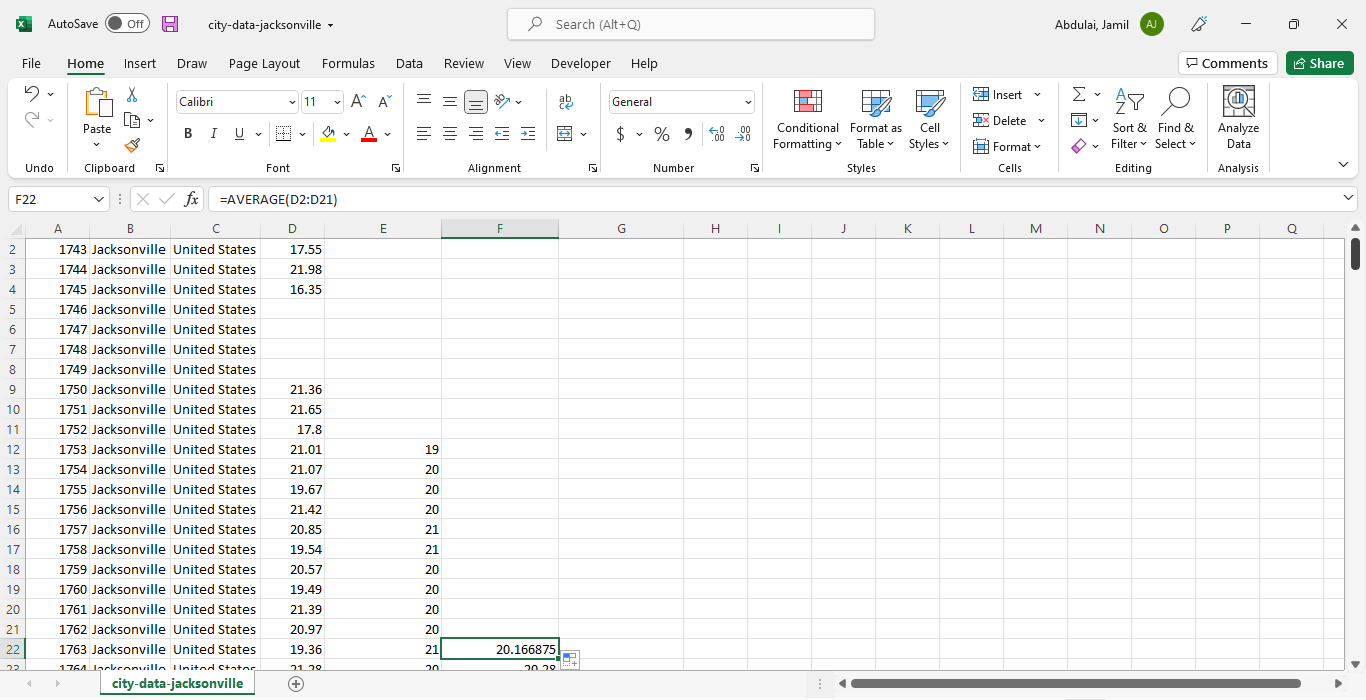 AutoSave Off city-data-jacksonville Search (Alt+Q) Abdulai, Jamil AJ
File Home Insert Draw Page Layout Formulas Data Review View Developer Help Comments Share
Calibri 11 General Insert
Paste Conditional Formatting Format as Table Cell Styles Delete Sort & Filter Find & Select Analyze Data
B I U A $ % Format
Undo Clipboard Font Alignment Number Styles Cells Editing Analysis
F22 fx =AVERAGE(D2:D21)
A B C D E F G H I J K L M N O P Q
2 1743 Jacksonville United States 17.55
3 1744 Jacksonville United States 21.98
4 1745 Jacksonville United States 16.35
5 1746 Jacksonville United States
6 1747 Jacksonville United States
7 1748 Jacksonville United States
8 1749 Jacksonville United States
9 1750 Jacksonville United States 21.36
10 1751 Jacksonville United States 21.65
11 1752 Jacksonville United States 17.8
12 1753 Jacksonville United States 21.01 19
13 1754 Jacksonville United States 21.07 20
14 1755 Jacksonville United States 19.67 20
15 1756 Jacksonville United States 21.42 20
16 1757 Jacksonville United States 20.85 21
17 1758 Jacksonville United States 19.54 21
18 1759 Jacksonville United States 20.57 20
19 1760 Jacksonville United States 19.49 20
20 1761 Jacksonville United States 21.39 20
21 1762 Jacksonville United States 20.97 20
22 1763 Jacksonville United States 19.36 21 20.166875
23 1764 Jacksonville United States 21.28 20 20.28
city-data-jacksonville